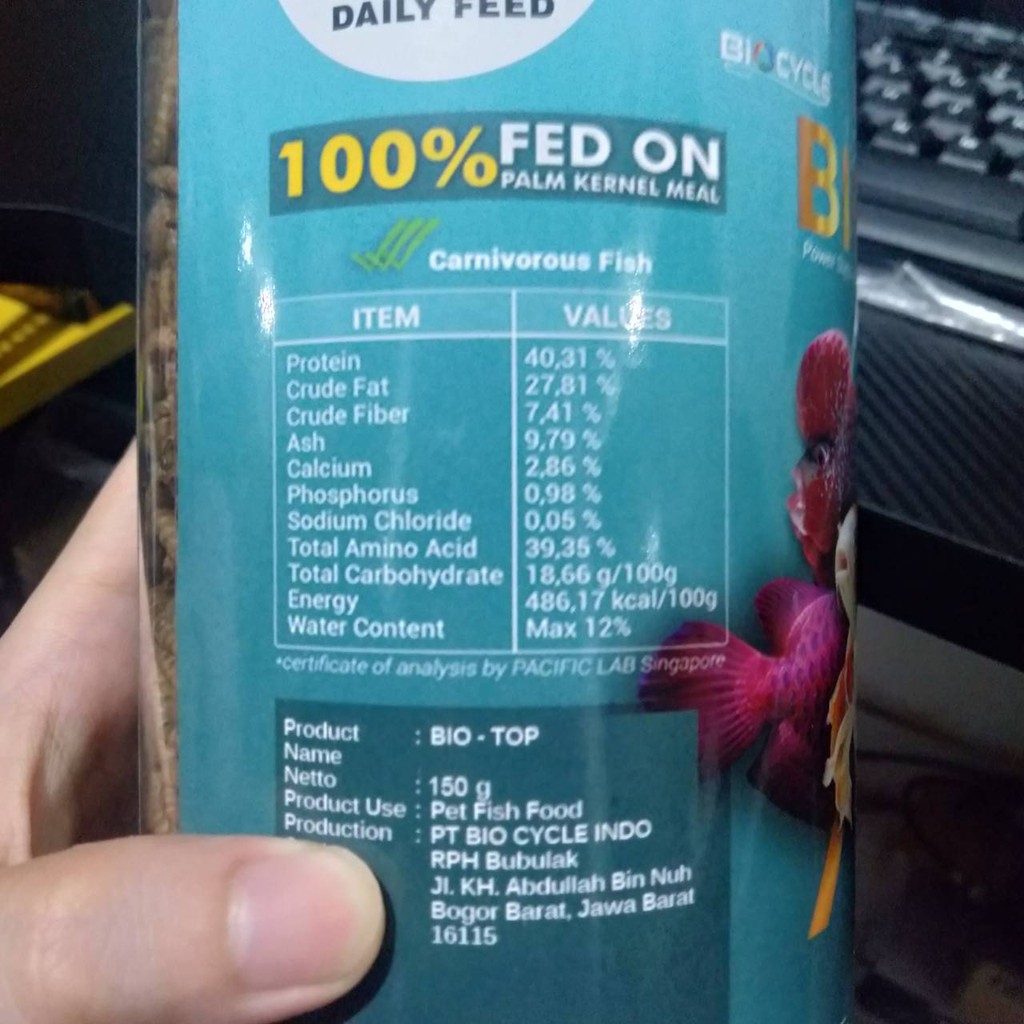 DAILY FEED
BIOCYCLE
100% FED ON
PALM KERNEL MEAL
Carnivorous Fish
ITEM VALUES
Protein 40,31 %
Crude Fat 27,81 %
Crude Fiber 7,41 %
Ash 9,79 %
Calcium 2,86 %
Phosphorus 0,98 %
Sodium Chloride 0,05 %
Total Amino Acid 39,35 %
Total Carbohydrate 18,66 g/100g
Energy 486,17 kcal/100g
Water Content Max 12%
*certificate of analysis by PACIFIC LAB Singapore
Product : BIO - TOP
Name
Netto : 150 g
Product Use : Pet Fish Food
Production : PT BIO CYCLE INDO
RPH Bubulak
Jl. KH. Abdullah Bin Nuh
Bogor Barat, Jawa Barat
16115
B
Power